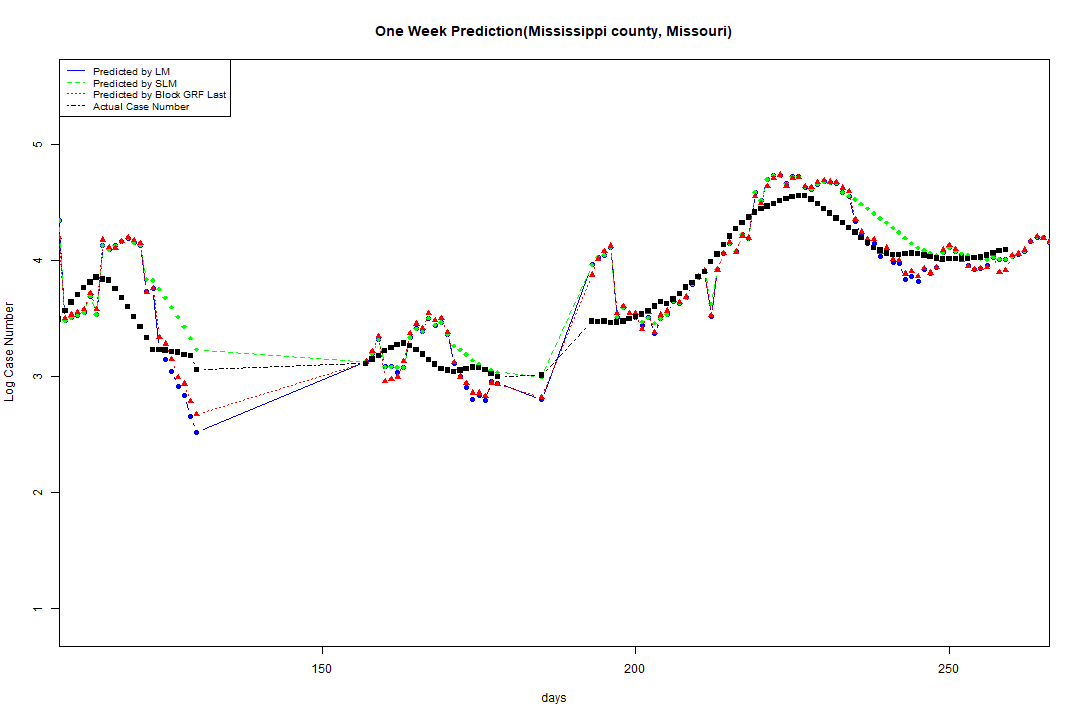 One Week Prediction(Mississippi county, Missouri)
Predicted by LM
Predicted by SLM
Predicted by Block GRF Last
Actual Case Number
5
4
3
2
1
Log Case Number
150
200
250
days